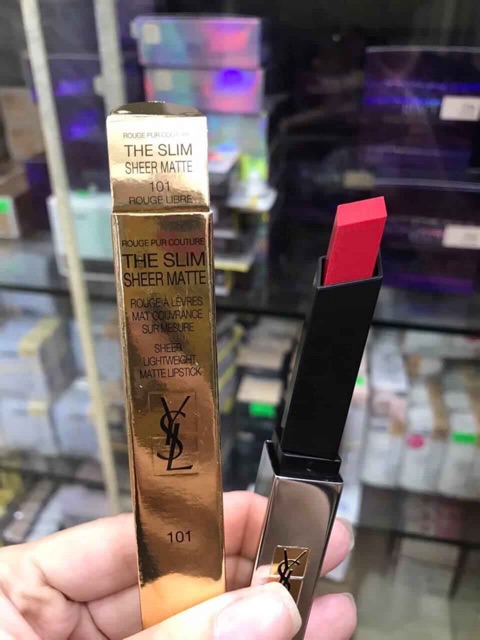 ROUGE PUR COUTURE
THE SLIM
SHEER MATTE
101
ROUGE LIBRE
ROUGE PUR COUTURE
THE SLIM
SHEER MATTE
ROUGE À LÈVRES
MAT COUVRANCE
SUR MESURE
SHEER
LIGHTWEIGHT
MATTE LIPSTICK
YSL
101
YSL